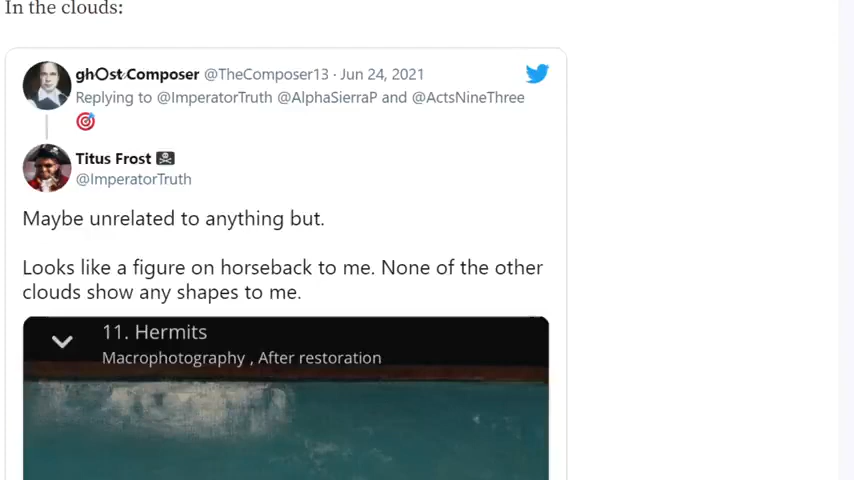 In the clouds:
ghOst Composer @TheComposer13 · Jun 24, 2021
Replying to @ImperatorTruth @AlphaSierraP and @ActsNineThree
🎯
Titus Frost 🏴‍☠️
@ImperatorTruth
Maybe unrelated to anything but.
Looks like a figure on horseback to me. None of the other
clouds show any shapes to me.
11. Hermits
Macrophotography , After restoration